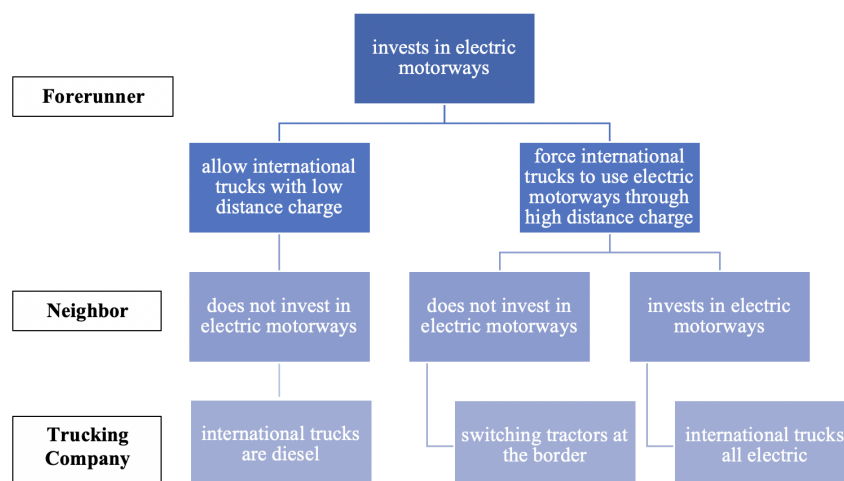 invests in electric
motorways
Forerunner
allow international
trucks with low
distance charge
force international
trucks to use electric
motorways through
high distance charge
Neighbor
does not invest in
electric motorways
does not invest in
electric motorways
invests in electric
motorways
Trucking
Company
international trucks
are diesel
switching tractors at
the border
international trucks
all electric